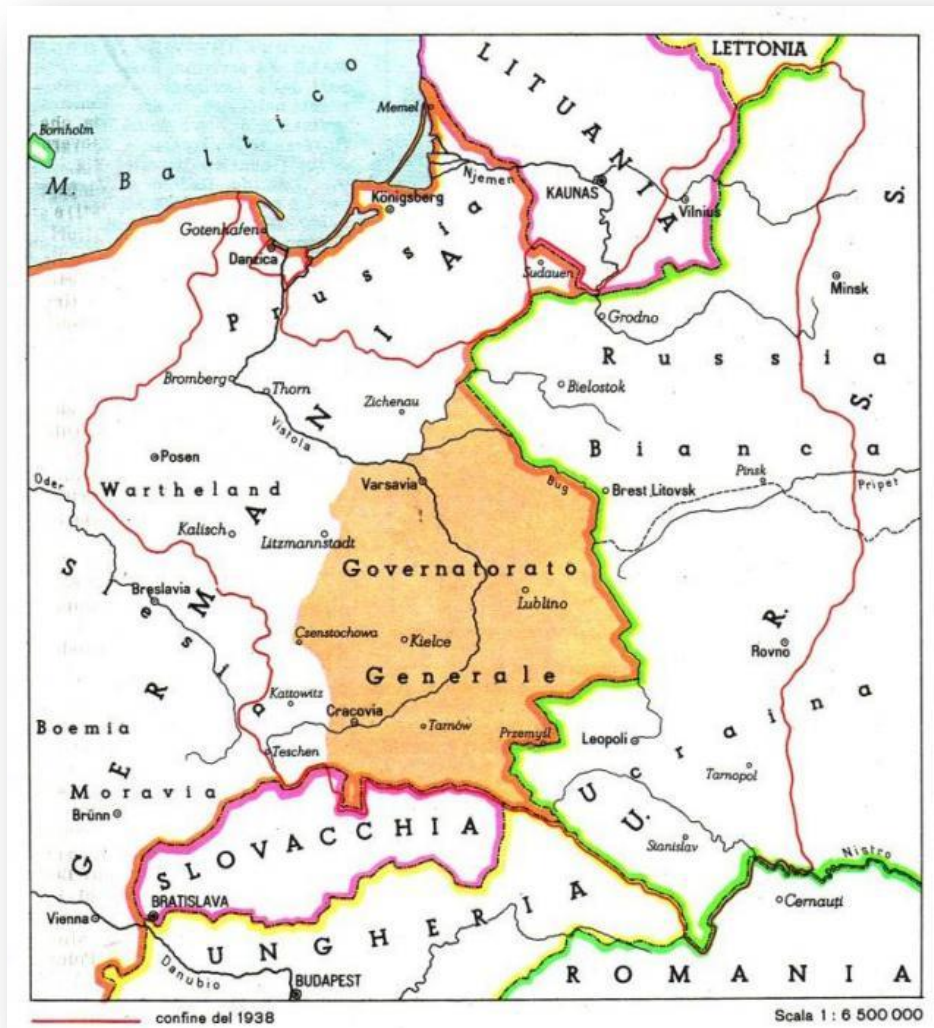 LETTONIA
LITUANIA
M. Baltico
Bornholm
Memel
Njemen
KAUNAS
Vilnius
Königsberg
Gotenhafen
Danzica
Sudauen
Minsk
Grodno
Prussia
Russia
Bianca
Bromberg
Thorn
Zichenau
Bielostok
Vistola
Posen
Oder
Wartheland
Varsavia
Bug
Brest Litovsk
Pinsk
Pripet
Kalisch
Litzmannstadt
Governatorato
Generale
Lublino
Slesia
Breslavia
Czenstochowa
Kielce
Rovno
Kattowitz
Cracovia
Tarnów
Przemyśl
Leopoli
Tarnopol
Ucraina
Boemia
Teschen
Moravia
Brünn
GERMANIA
U. R. S. S.
SLOVACCHIA
Stanislav
Nistro
Cernauţi
Vienna
BRATISLAVA
UNGHERIA
Danubio
BUDAPEST
ROMANIA
confine del 1938
Scala 1 : 6 500 000